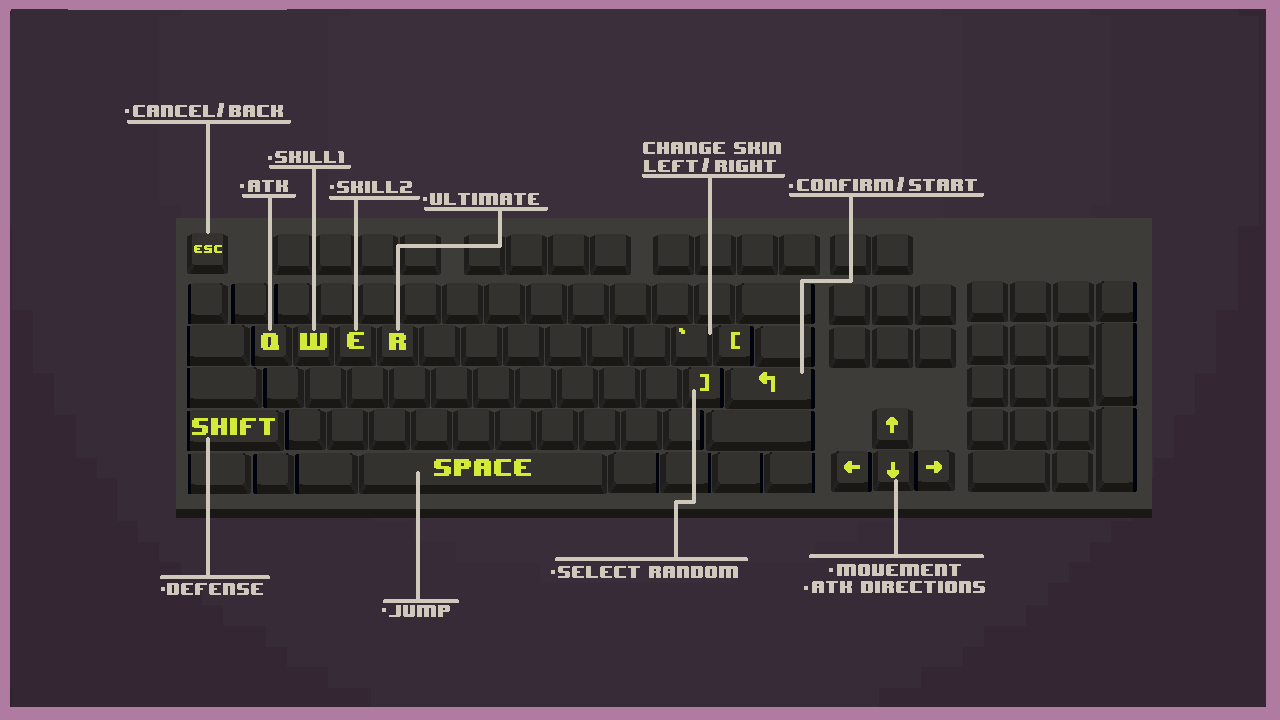 ·CANCEL/BACK
·SKILL1
·ATK
·SKILL2
·ULTIMATE
CHANGE SKIN
LEFT/RIGHT
·CONFIRM/START
ESC
Q W E R ` [
] ↰
SHIFT
↑
SPACE
← ↓ →
·DEFENSE
·JUMP
·SELECT RANDOM
·MOVEMENT
·ATK DIRECTIONS